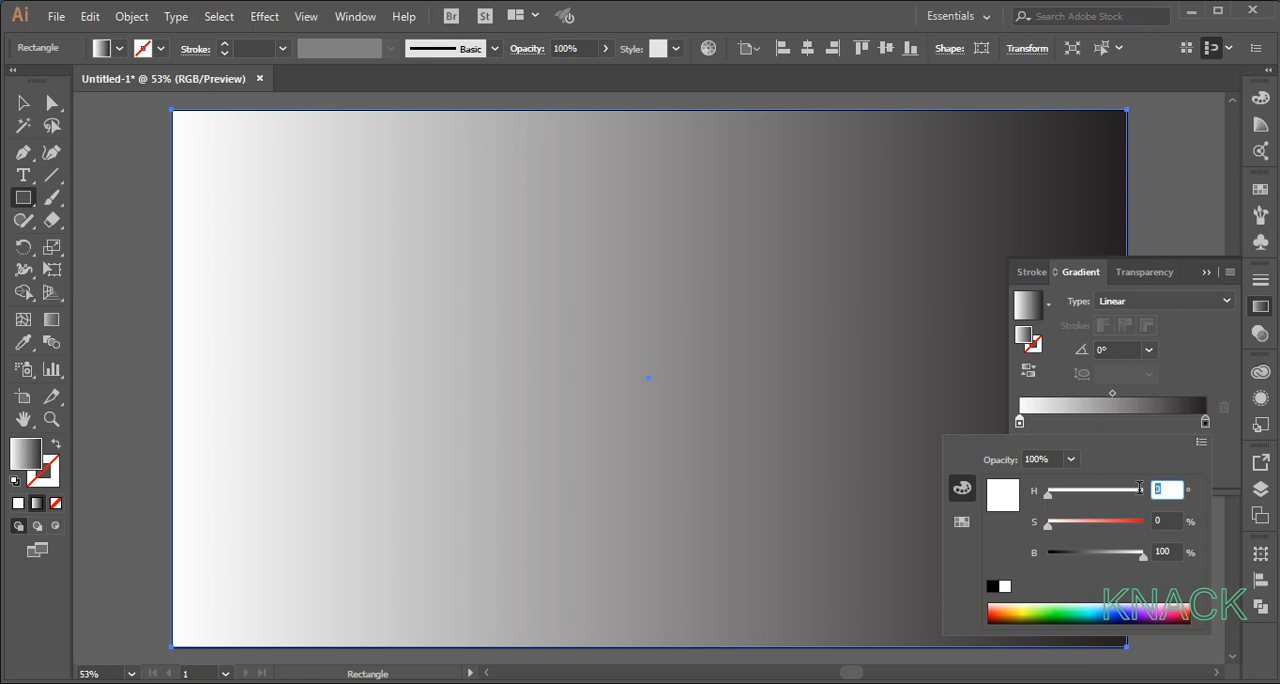 Ai File Edit Object Type Select Effect View Window Help Br St Essentials Search Adobe Stock
Rectangle Stroke: Basic Opacity: 100% Style: Shape: Transform
Untitled-1* @ 53% (RGB/Preview) ×
Stroke Gradient Transparency
Type: Linear
Stroke:
0°
Opacity: 100%
H 0 °
S 0 %
B 100 %
KNACK
53% 1 Rectangle